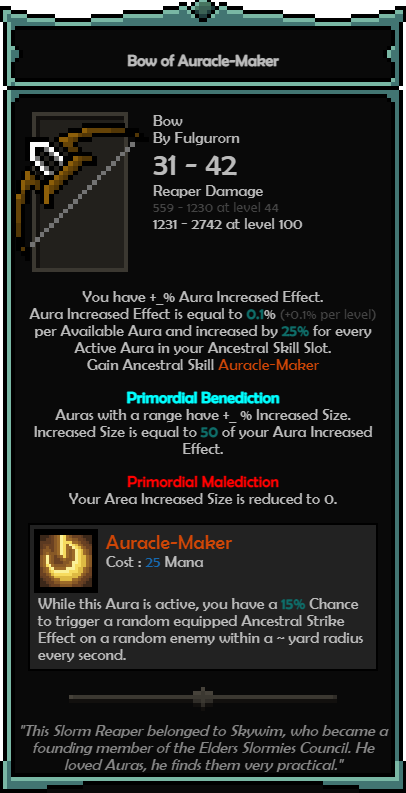 Bow of Auracle-Maker
Bow
By Fulgurorn
31 - 42
Reaper Damage
559 - 1230 at level 44
1231 - 2742 at level 100
You have +_% Aura Increased Effect.
Aura Increased Effect is equal to 0.1% (+0.1% per level)
per Available Aura and increased by 25% for every
Active Aura in your Ancestral Skill Slot.
Gain Ancestral Skill Auracle-Maker
Primordial Benediction
Auras with a range have +_ % Increased Size.
Increased Size is equal to 50 of your Aura Increased
Effect.
Primordial Malediction
Your Area Increased Size is reduced to 0.
Auracle-Maker
Cost : 25 Mana
While this Aura is active, you have a 15% Chance
to trigger a random equipped Ancestral Strike
Effect on a random enemy within a ~ yard radius
every second.
"This Slorm Reaper belonged to Skywim, who became a
founding member of the Elders Slormies Council. He
loved Auras, he finds them very practical."